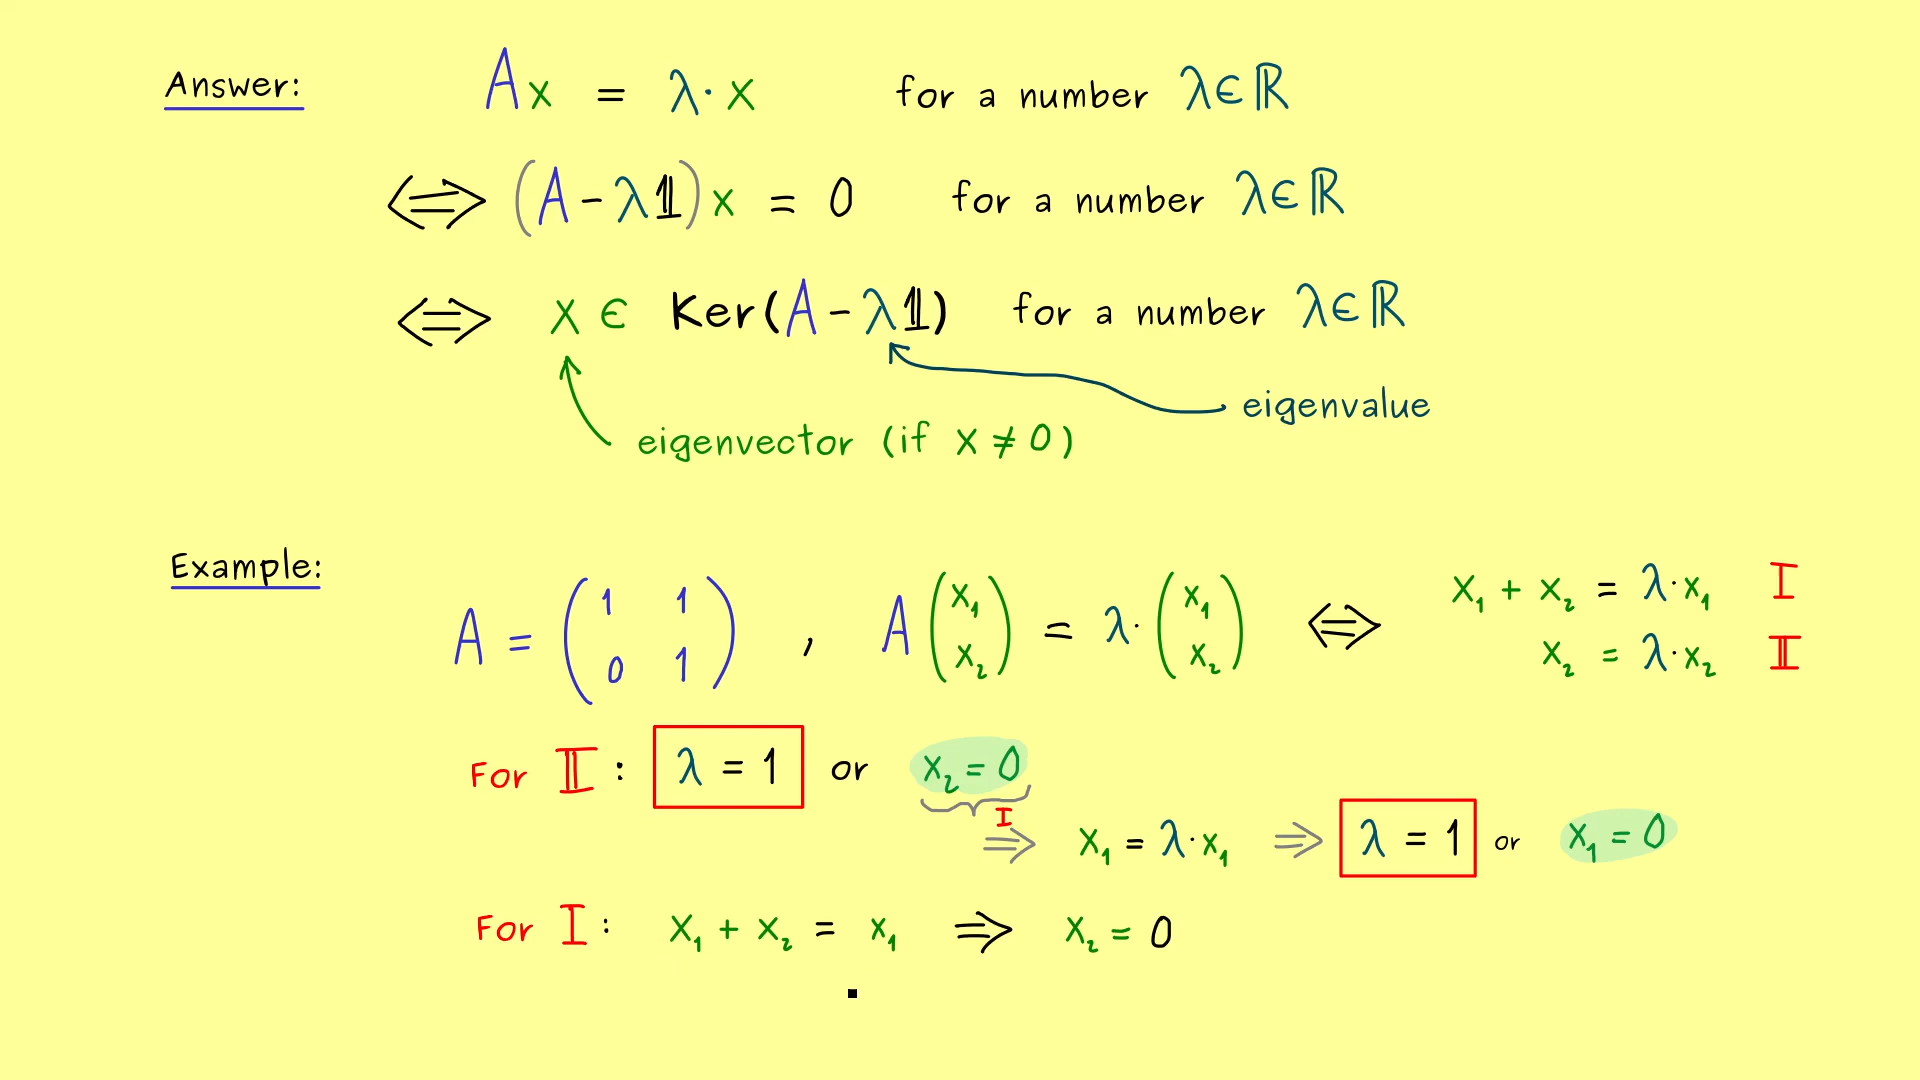 Answer: Ax = λ·x for a number λ∈ℝ
⟺ (A-λ𝟙)x = 0 for a number λ∈ℝ
⟺ x ∈ Ker(A-λ𝟙) for a number λ∈ℝ
eigenvalue
eigenvector (if x ≠ 0)
Example:
A = (1 1
0 1) , A(x₁
x₂) = λ·(x₁
x₂) ⟺ x₁ + x₂ = λ·x₁ I
x₂ = λ·x₂ II
For II: λ = 1 or x₂ = 0
I
⇒ x₁ = λ·x₁ ⇒ λ = 1 or x₁ = 0
For I: x₁ + x₂ = x₁ ⇒ x₂ = 0